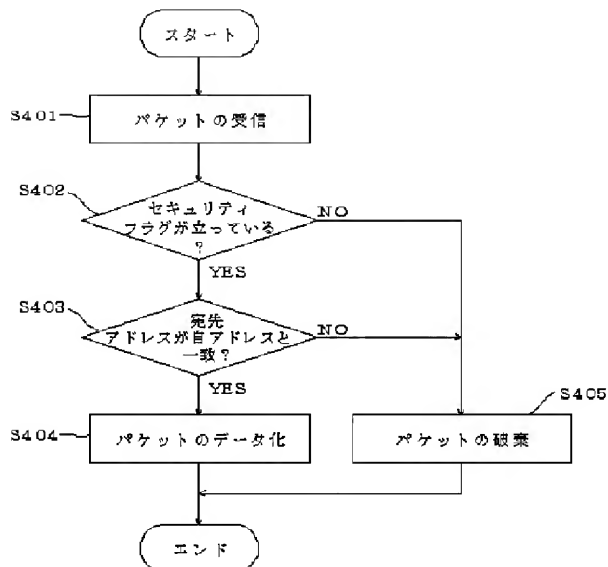 スタート
S401
パケットの受信
S402
セキュリティ
フラグが立っている
?
NO
YES
S403
宛先
アドレスが自アドレスと
一致?
NO
YES
S404
パケットのデータ化
S405
パケットの破棄
エンド